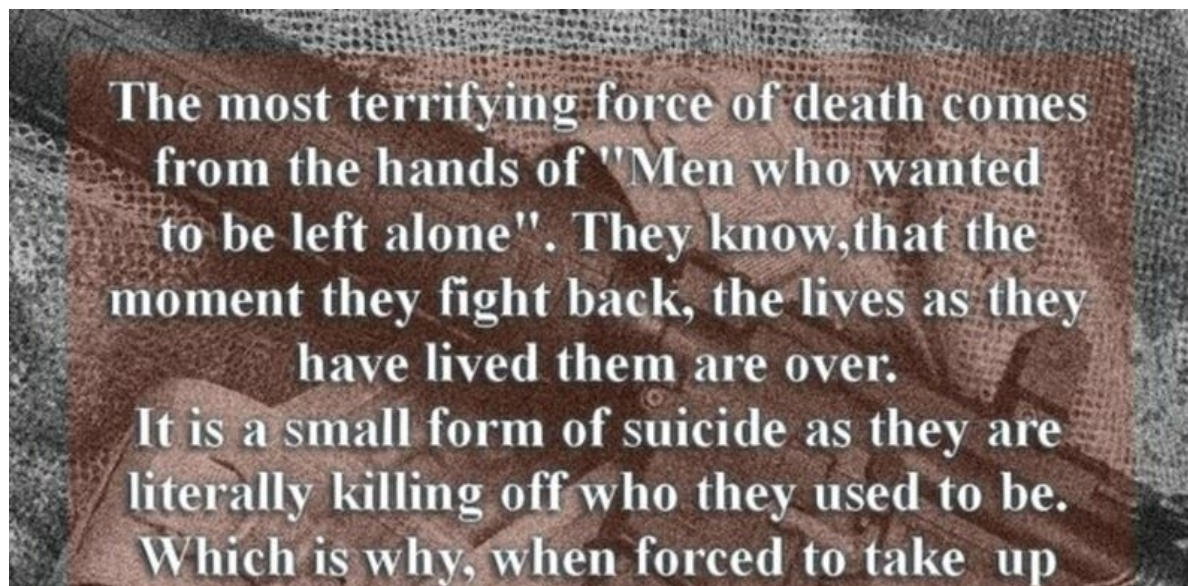 The most terrifying force of death comes
from the hands of "Men who wanted
to be left alone". They know,that the
moment they fight back, the lives as they
have lived them are over.
It is a small form of suicide as they are
literally killing off who they used to be.
Which is why, when forced to take  up